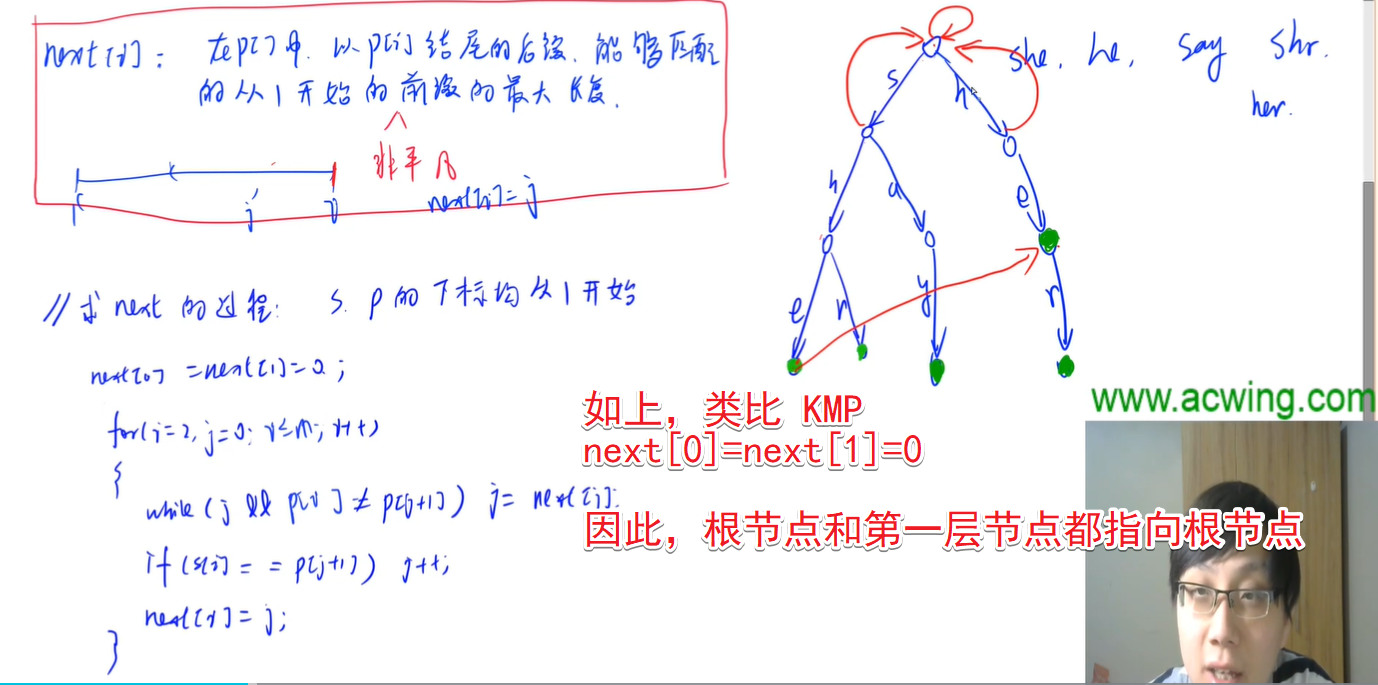 next[i]: 在p[]中,以p[i]结尾的后缀,能够匹配
的从1开始的前缀的最大长度.
非平凡
1 j i
next[i]=j
// 求next的过程: s, p的下标均从1开始
next[0] = next[1] = 0;
for(i=2, j=0; i≤m; i++)
{
while(j && p[i] ≠ p[j+1]) j = next[j];
if(s[i] == p[j+1]) j++;
next[i] = j;
}
she, he, say shr.
her.
s h
h a e
e r y r
www.acwing.com
如上，类比 KMP
next[0]=next[1]=0
因此，根节点和第一层节点都指向根节点